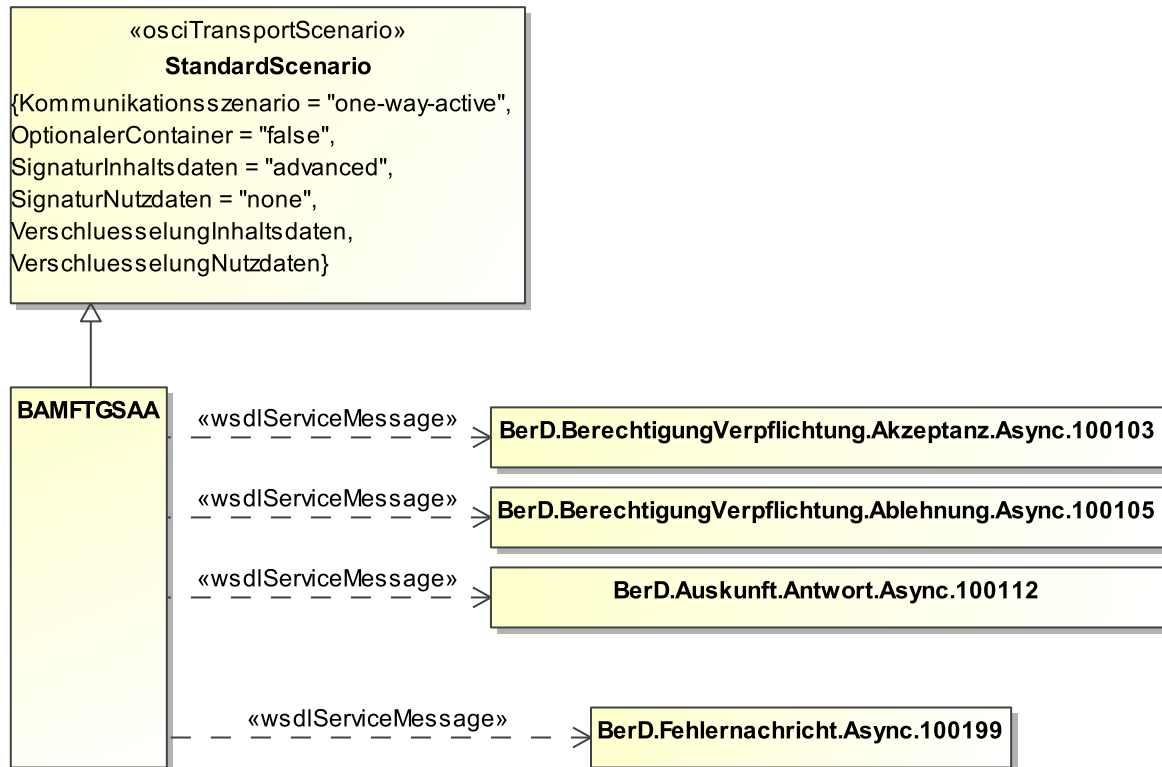 «osciTransportScenario»
StandardScenario
{Kommunikationsszenario = "one-way-active",
OptionalerContainer = "false",
SignaturInhaltsdaten = "advanced",
SignaturNutzdaten = "none",
VerschluesselungInhaltsdaten,
VerschluesselungNutzdaten}
BAMFTGSAA
«wsdlServiceMessage»
BerD.BerechtigungVerpflichtung.Akzeptanz.Async.100103
«wsdlServiceMessage»
BerD.BerechtigungVerpflichtung.Ablehnung.Async.100105
«wsdlServiceMessage»
BerD.Auskunft.Antwort.Async.100112
«wsdlServiceMessage»
BerD.Fehlernachricht.Async.100199